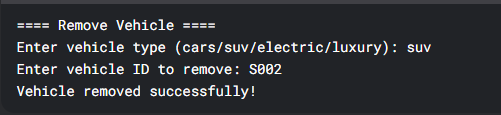 ==== Remove Vehicle ====
Enter vehicle type (cars/suv/electric/luxury): suv
Enter vehicle ID to remove: S002
Vehicle removed successfully!